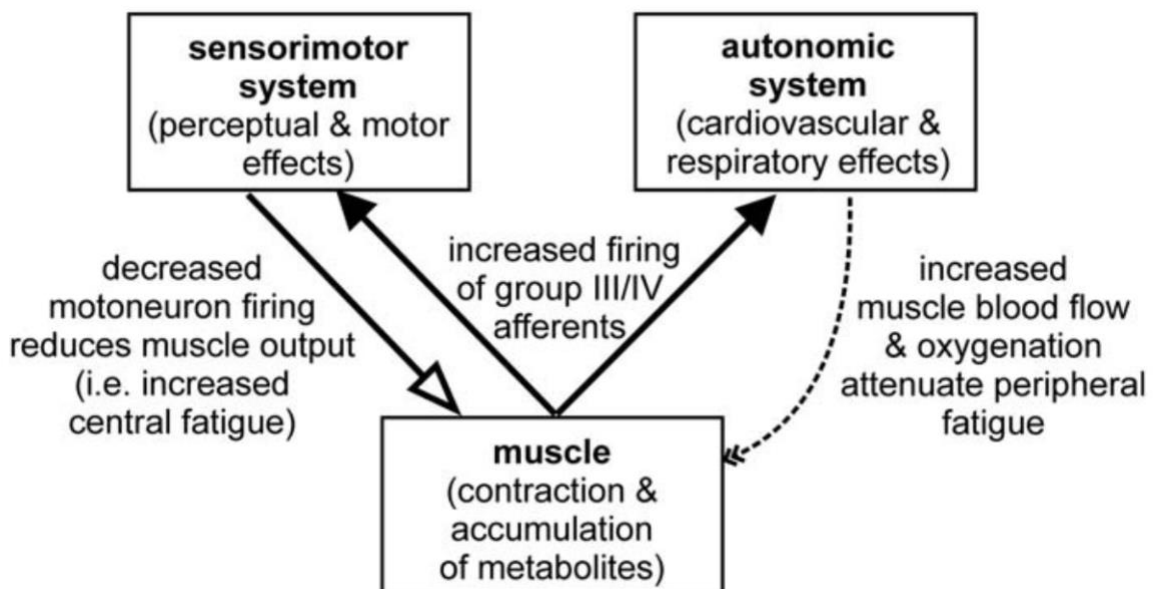 sensorimotor
system
(perceptual & motor
effects)
autonomic
system
(cardiovascular &
respiratory effects)
decreased
motoneuron firing
reduces muscle output
(i.e. increased
central fatigue)
increased firing
of group III/IV
afferents
increased
muscle blood flow
& oxygenation
attenuate peripheral
fatigue
muscle
(contraction &
accumulation
of metabolites)